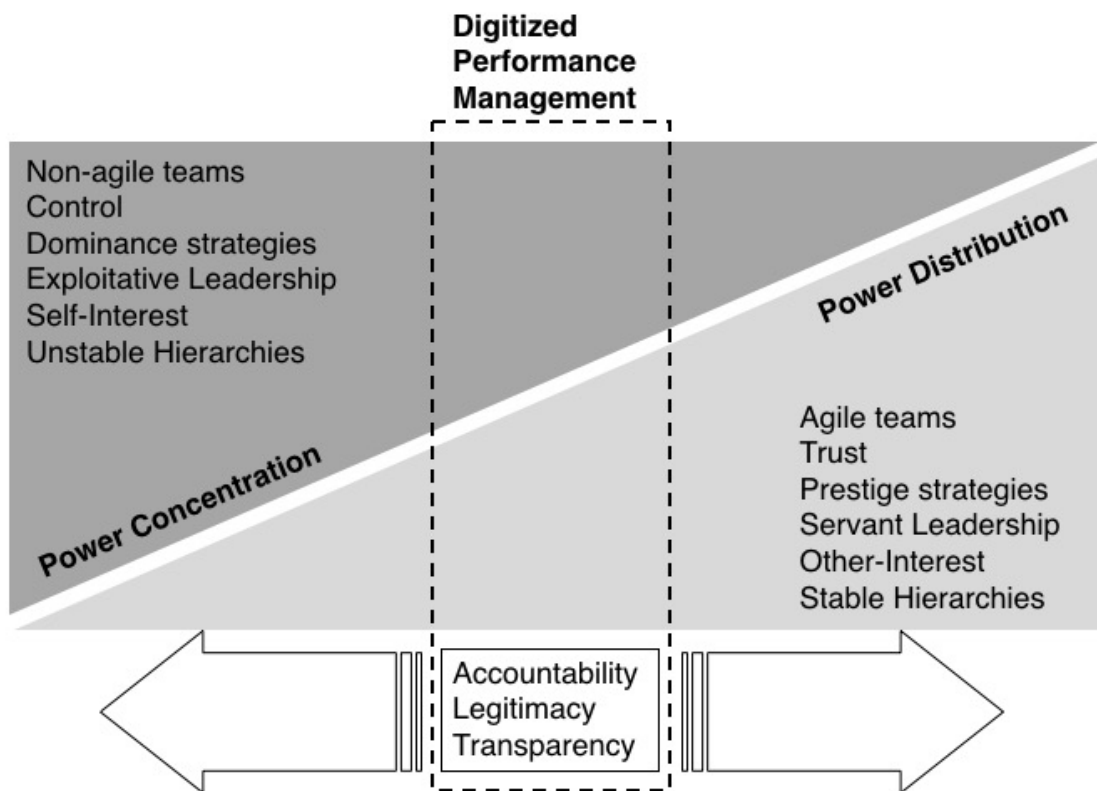 Digitized
Performance
Management
Non-agile teams
Control
Dominance strategies
Exploitative Leadership
Self-Interest
Unstable Hierarchies
Power Concentration
Power Distribution
Agile teams
Trust
Prestige strategies
Servant Leadership
Other-Interest
Stable Hierarchies
Accountability
Legitimacy
Transparency